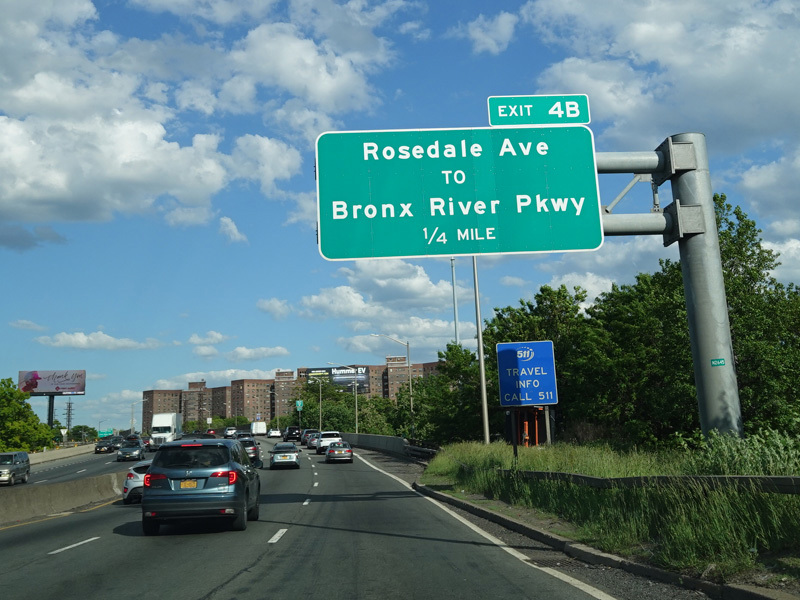 EXIT 4B
Rosedale Ave
TO
Bronx River Pkwy
1/4 MILE
511
TRAVEL
INFO
CALL 511
Hummer EV